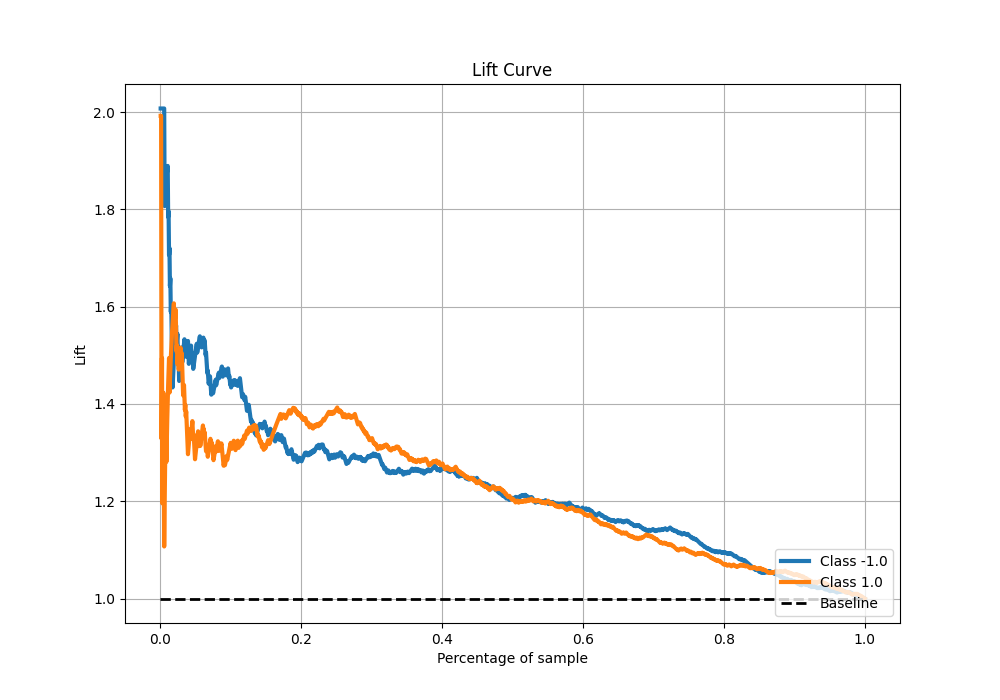 Lift Curve
2.0
1.8
1.6
1.4
1.2
1.0
Lift
0.0 0.2 0.4 0.6 0.8 1.0
Percentage of sample
Class -1.0
Class 1.0
Baseline